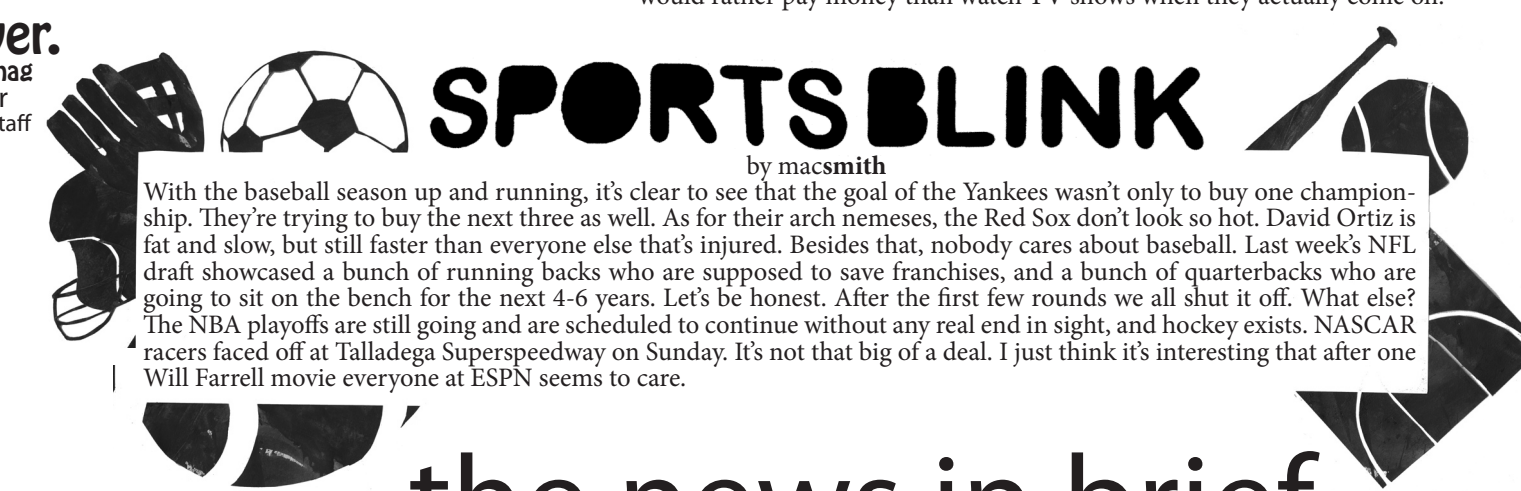 would rather pay money than watch TV shows when they actually come on.
ver.
mag
r
taff
SPORTS BLINK
by macsmith
With the baseball season up and running, it's clear to see that the goal of the Yankees wasn't only to buy one champion-
ship. They're trying to buy the next three as well. As for their arch nemeses, the Red Sox don't look so hot. David Ortiz is
fat and slow, but still faster than everyone else that's injured. Besides that, nobody cares about baseball. Last week's NFL
draft showcased a bunch of running backs who are supposed to save franchises, and a bunch of quarterbacks who are
going to sit on the bench for the next 4-6 years. Let's be honest. After the first few rounds we all shut it off. What else?
The NBA playoffs are still going and are scheduled to continue without any real end in sight, and hockey exists. NASCAR
racers faced off at Talladega Superspeedway on Sunday. It's not that big of a deal. I just think it's interesting that after one
Will Farrell movie everyone at ESPN seems to care.
the news in brief